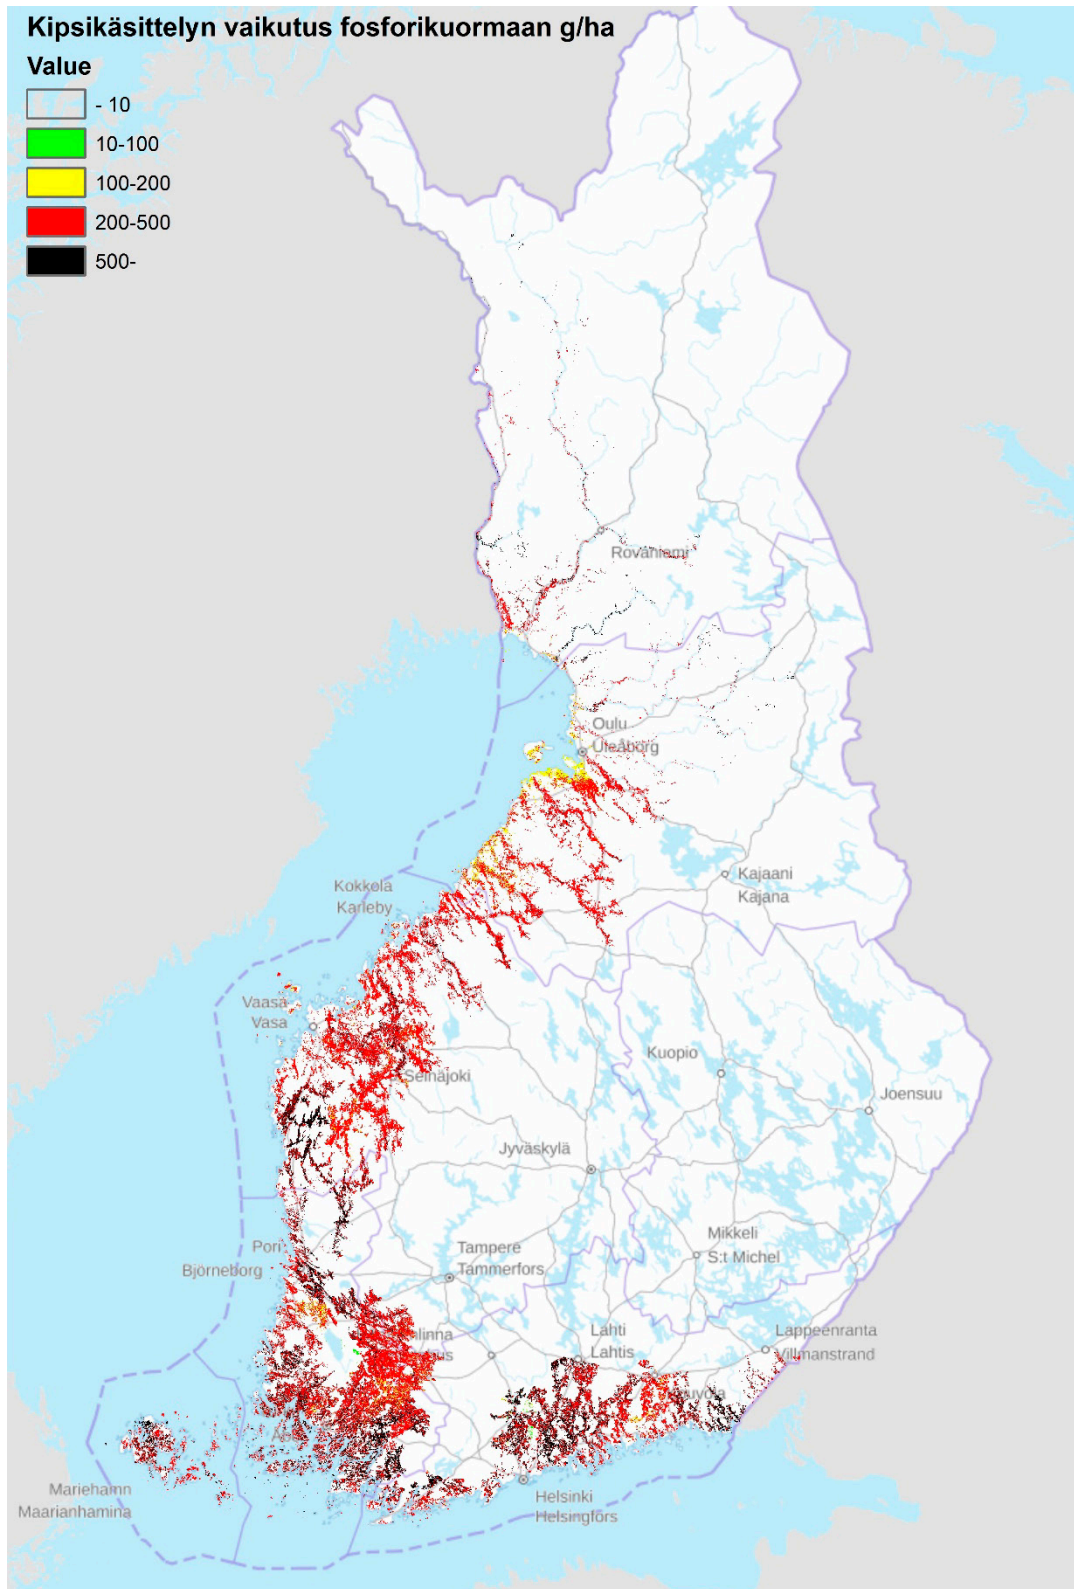 Kipsikäsittelyn vaikutus fosforikuormaan g/ha
Value
- 10
10-100
100-200
200-500
500-
Rovaniemi
Oulu
Uleåborg
Kajaani
Kajana
Kokkola
Karleby
Vaasa
Vasa
Seinäjoki
Kuopio
Joensuu
Jyväskylä
Mikkeli
S:t Michel
Pori
Björneborg
Tampere
Tammerfors
Lahti
Lahtis
Lappeenranta
Villmanstrand
Mariehamn
Maarianhamina
Helsinki
Helsingfors